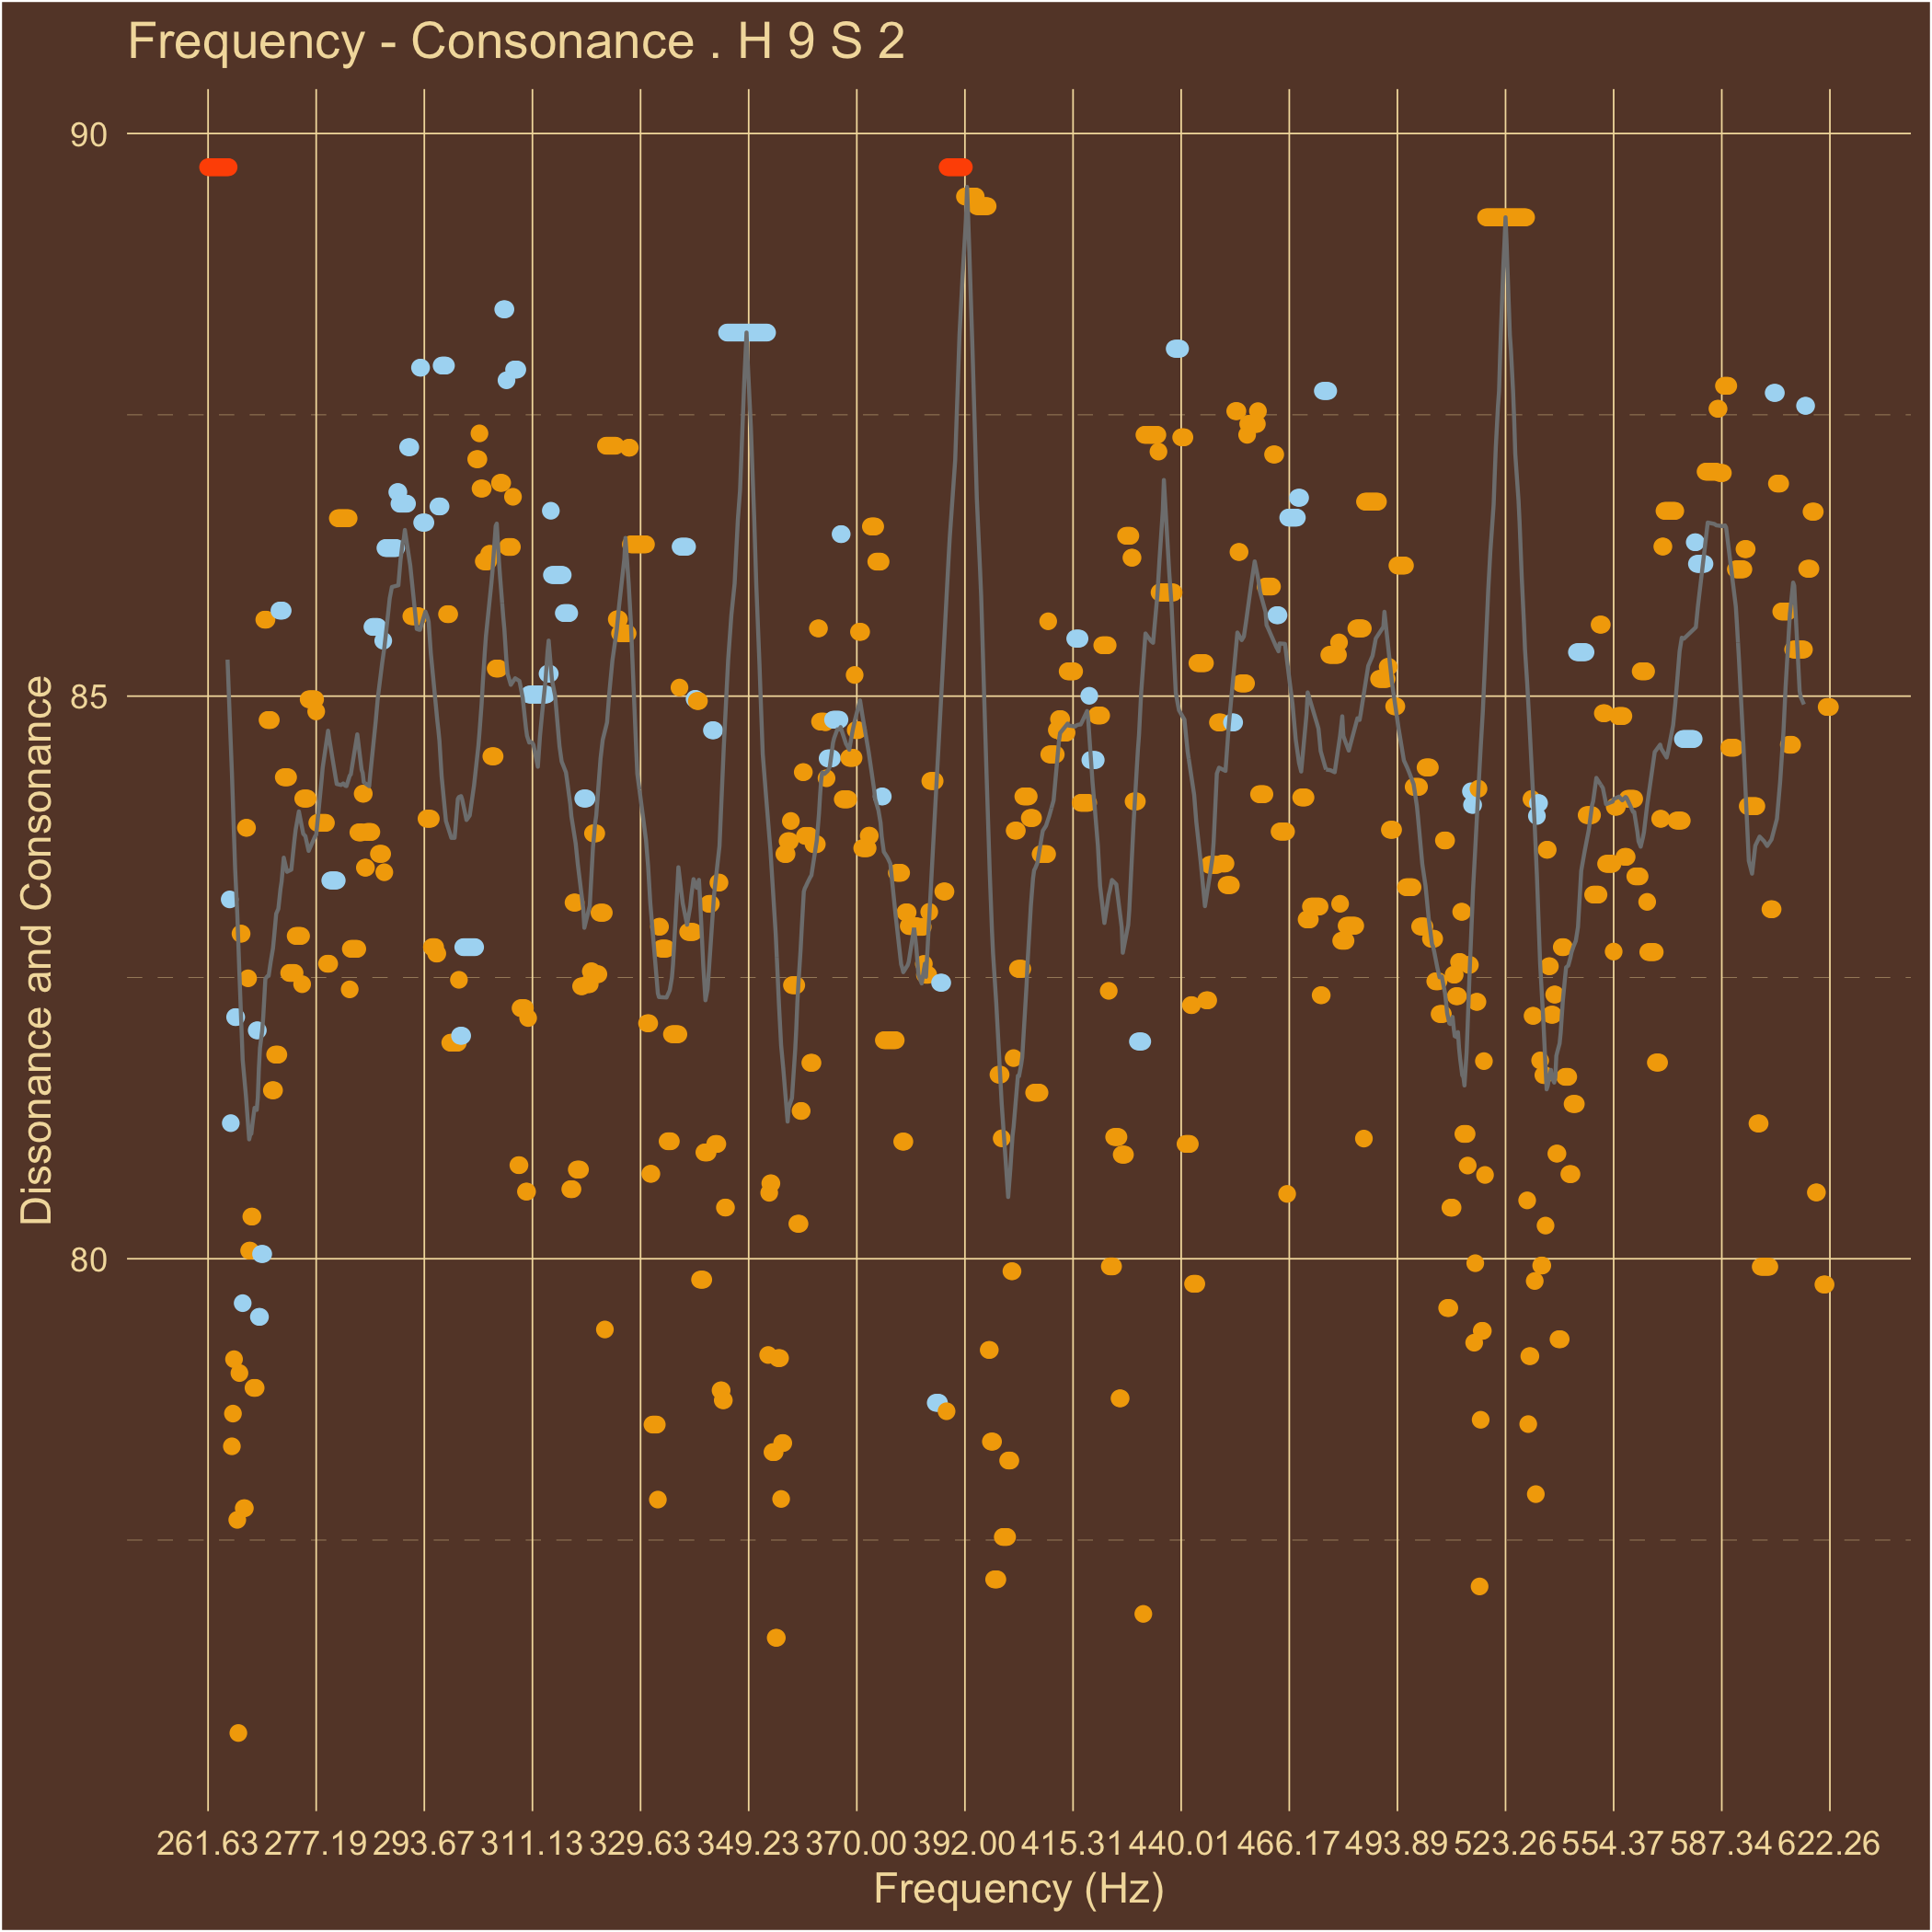 Frequency - Consonance . H 9 S 2
90
85
80
Dissonance and Consonance
261.63 277.19 293.67 311.13 329.63 349.23 370.00 392.00 415.31 440.01 466.17 493.89 523.26 554.37 587.34 622.26
Frequency (Hz)